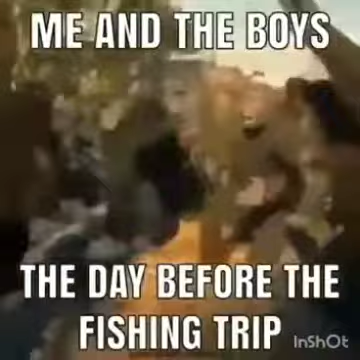 ME AND THE BOYS
THE DAY BEFORE THE
FISHING TRIP
InShOt